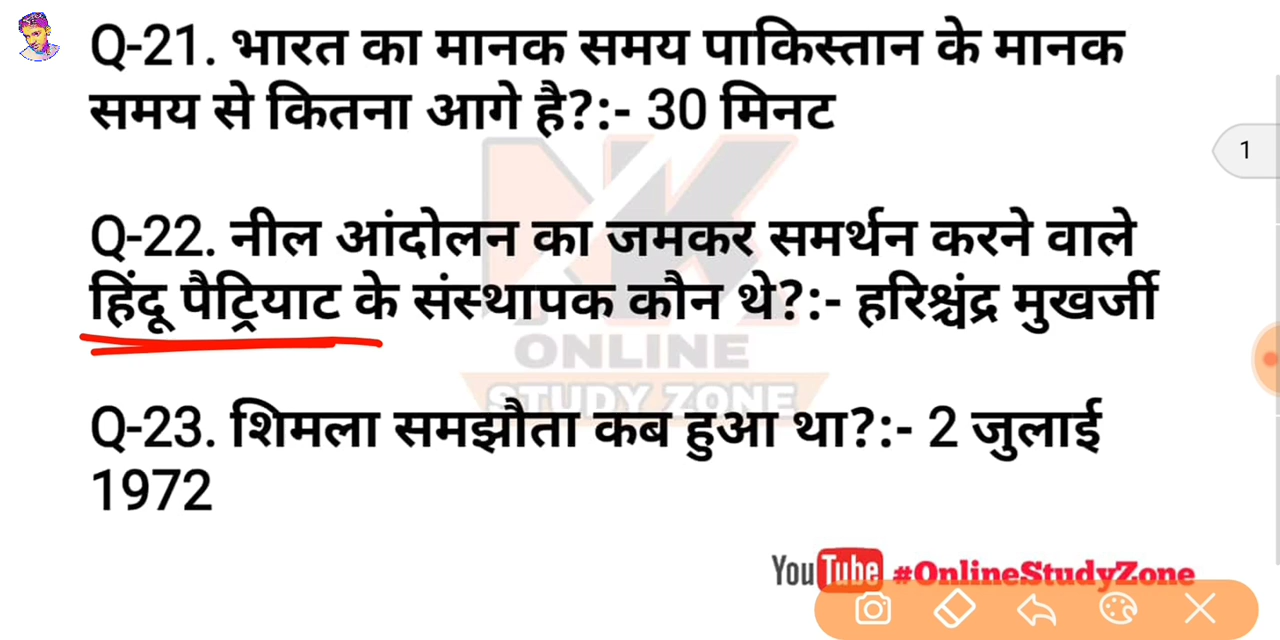 Q-21. भारत का मानक समय पाकिस्तान के मानक
समय से कितना आगे है?:- 30 मिनट
1
Q-22. नील आंदोलन का जमकर समर्थन करने वाले
हिंदू पैट्रियाट के संस्थापक कौन थे?:- हरिश्चंद्र मुखर्जी
NK
ONLINE
STUDY ZONE
Q-23. शिमला समझौता कब हुआ था?:- 2 जुलाई
1972
YouTube #OnlineStudyZone